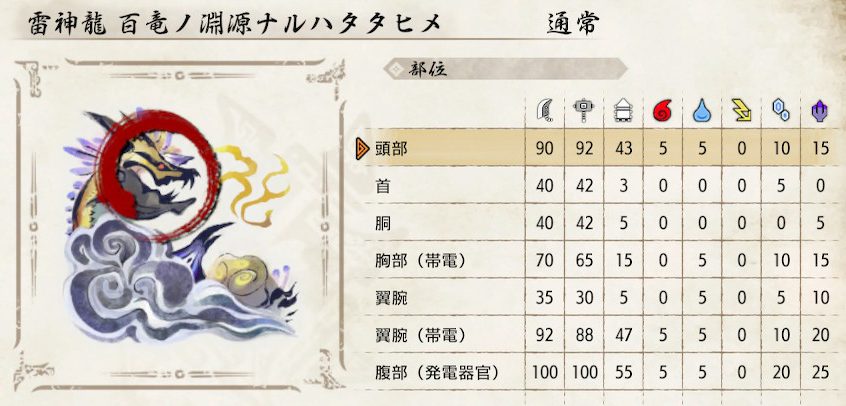 雷神龍 百竜ノ淵源ナルハタタヒメ 通常
部位
頭部 90 92 43 5 5 0 10 15
首 40 42 3 0 0 0 5 0
胴 40 42 5 0 0 0 0 5
胸部（帯電） 70 65 15 0 5 0 10 15
翼腕 35 30 5 0 5 0 5 10
翼腕（帯電） 92 88 47 5 5 0 10 20
腹部（発電器官） 100 100 55 5 5 0 20 25